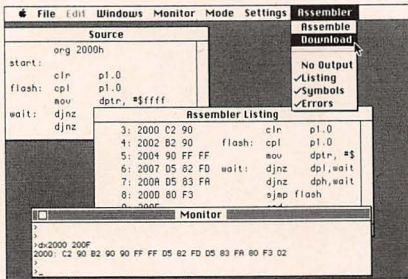 File Edit Windows Monitor Mode Settings Assembler
Assemble
Download
No Output
✓Listing
✓Symbols
✓Errors
Source
org 2000h
start:
clr p1.0
flash: cpl p1.0
mov dptr, #$ffff
wait: djnz
djnz
Assembler Listing
3: 2000 C2 90 clr p1.0
4: 2002 B2 90 flash: cpl p1.0
5: 2004 90 FF FF mov dptr, #$
6: 2007 D5 82 FD wait: djnz dpl,wait
7: 200A D5 83 FA djnz dph,wait
8: 200D 80 F3 sjmp flash
Monitor
>
>dx2000 200F
2000: C2 90 B2 90 90 FF FF D5 82 FD D5 83 FA 80 F3 02
>
>_